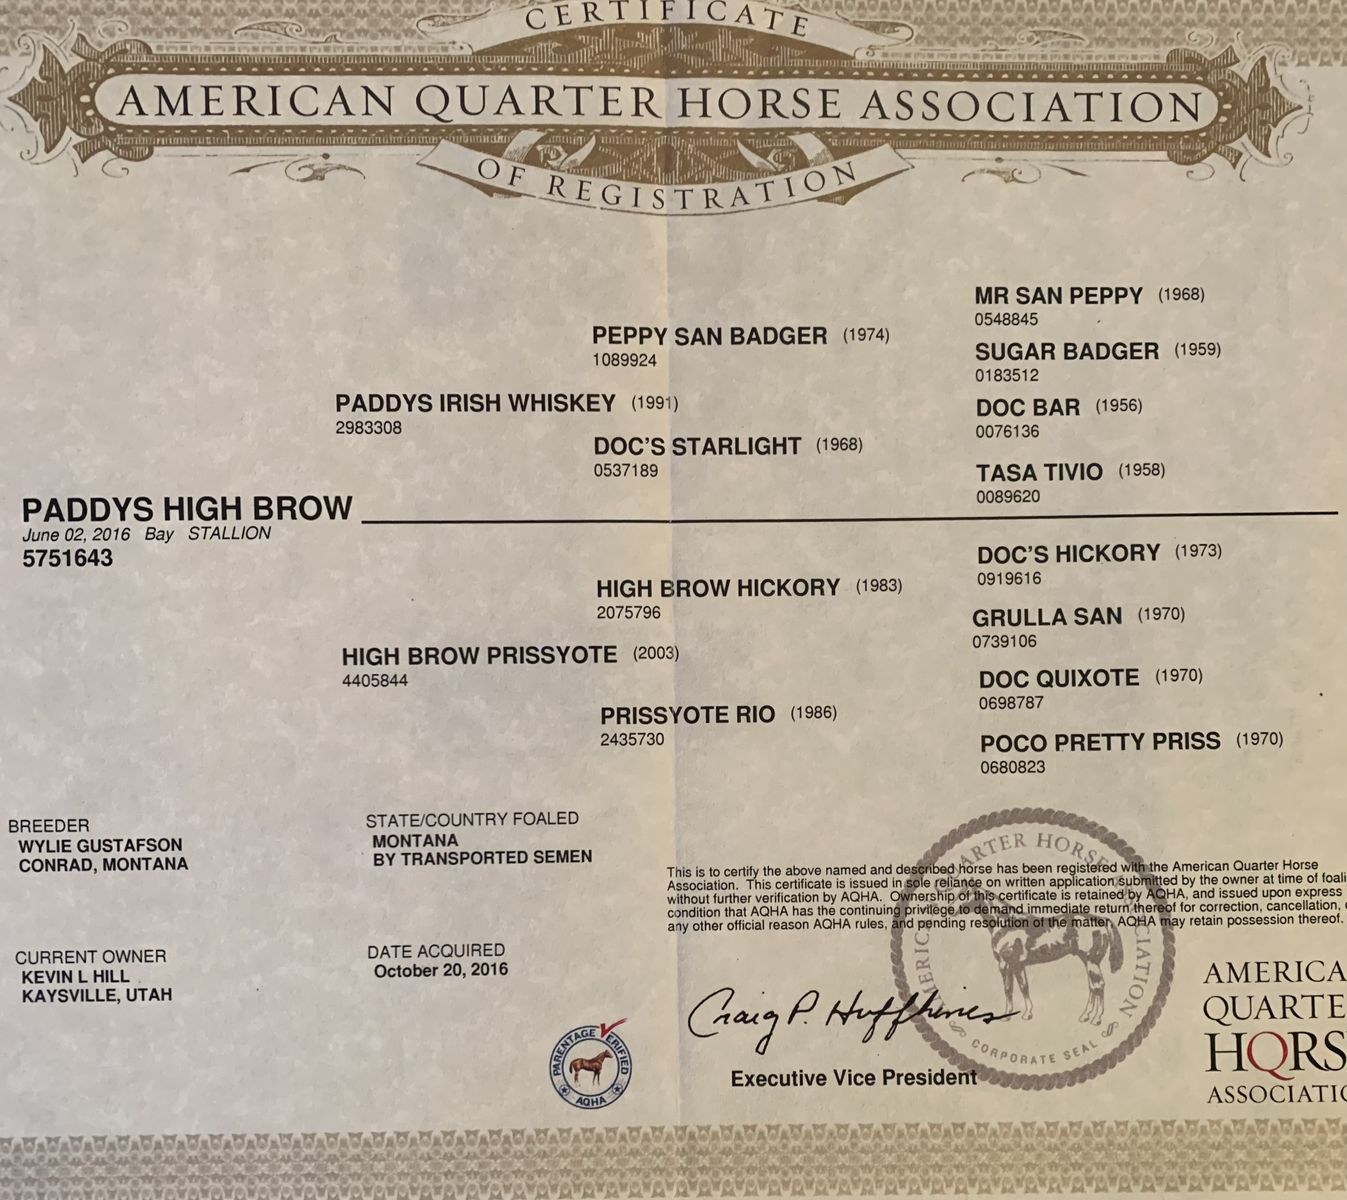 CERTIFICATE
AMERICAN QUARTER HORSE ASSOCIATION
OF REGISTRATION
MR SAN PEPPY (1968)
0548845
PEPPY SAN BADGER (1974)
1089924
SUGAR BADGER (1959)
0183512
PADDYS IRISH WHISKEY (1991)
2983308
DOC BAR (1956)
0076136
DOC'S STARLIGHT (1968)
0537189
TASA TIVIO (1958)
0089620
PADDYS HIGH BROW
June 02, 2016 Bay STALLION
5751643
DOC'S HICKORY (1973)
0919616
HIGH BROW HICKORY (1983)
2075796
GRULLA SAN (1970)
0739106
HIGH BROW PRISSYOTE (2003)
4405844
DOC QUIXOTE (1970)
0698787
PRISSYOTE RIO (1986)
2435730
POCO PRETTY PRISS (1970)
0680823
BREEDER
WYLIE GUSTAFSON
CONRAD, MONTANA
STATE/COUNTRY FOALED
MONTANA
BY TRANSPORTED SEMEN
This is to certify the above named and described horse has been registered with the American Quarter Horse
Association. This certificate is issued in sole reliance on written application submitted by the owner at time of foali
without further verification by AQHA. Ownership of this certificate is retained by AQHA, and issued upon express
condition that AQHA has the continuing privilege to demand immediate return thereof for correction, cancellation,
any other official reason AQHA rules, and pending resolution of the matter, AQHA may retain possession thereof.
CURRENT OWNER
KEVIN L HILL
KAYSVILLE, UTAH
DATE ACQUIRED
October 20, 2016
PARENTAGE VERIFIED
AQHA
Craig P. Huffhines
Executive Vice President
AMERICAN QUARTER HORSE ASSOCIATION
CORPORATE SEAL
AMERICA
QUARTE
HORS
ASSOCIATIO